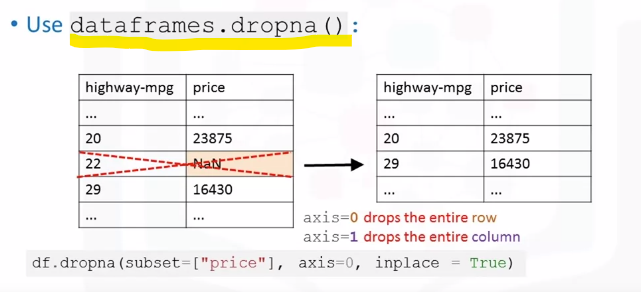 • Use dataframes.dropna():
highway-mpg price
... ...
20 23875
22 NaN
29 16430
... ...
highway-mpg price
... ...
20 23875
29 16430
... ...
axis=0 drops the entire row
axis=1 drops the entire column
df.dropna(subset=["price"], axis=0, inplace = True)